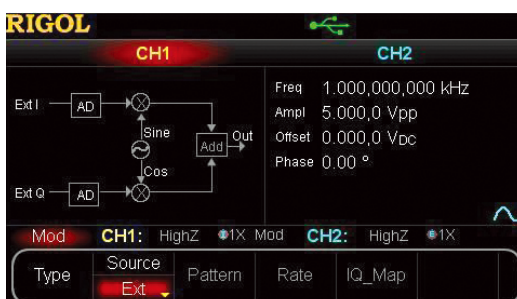 RIGOL
CH1
CH2
Ext I
AD
Sine
Cos
Add
Out
Ext Q
AD
Freq 1.000,000,000 kHz
Ampl 5.000,0 Vpp
Offset 0.000,0 VDC
Phase 0.00 °
Mod CH1: HighZ 1X Mod CH2: HighZ 1X
Type
Source
Ext
Pattern
Rate
IQ_Map